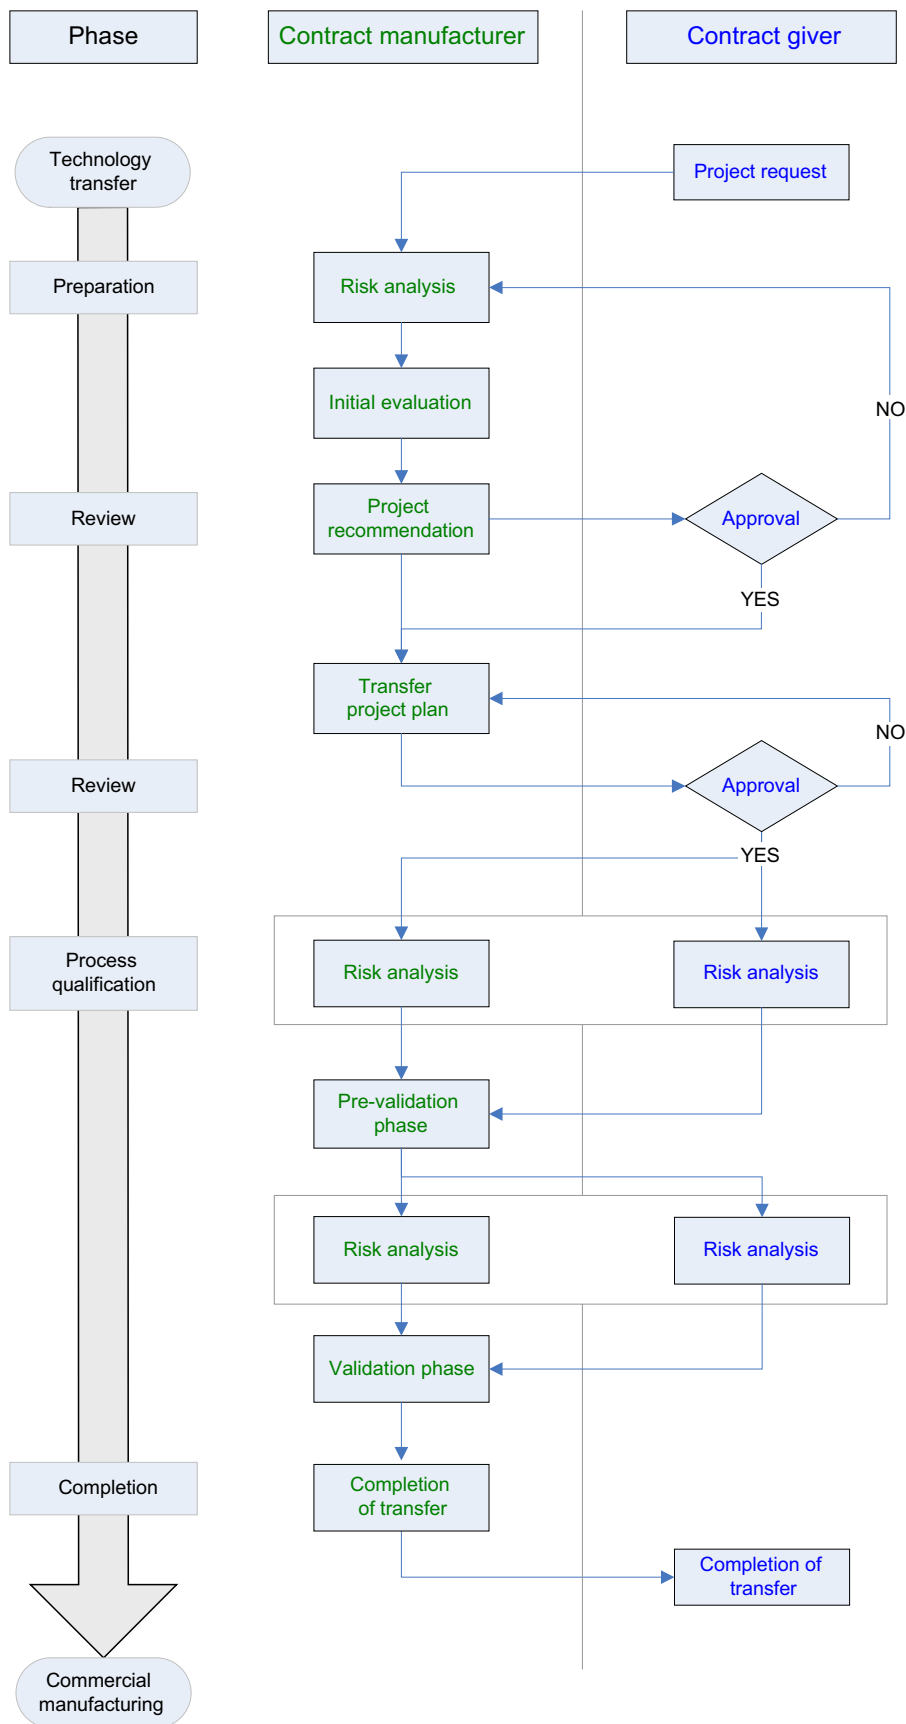 Phase
Contract manufacturer
Contract giver
Technology
transfer
Project request
Preparation
Risk analysis
Initial evaluation
NO
Review
Project
recommendation
Approval
YES
Transfer
project plan
NO
Review
Approval
YES
Process
qualification
Risk analysis
Risk analysis
Pre-validation
phase
Risk analysis
Risk analysis
Validation phase
Completion
Completion
of transfer
Completion of
transfer
Commercial
manufacturing